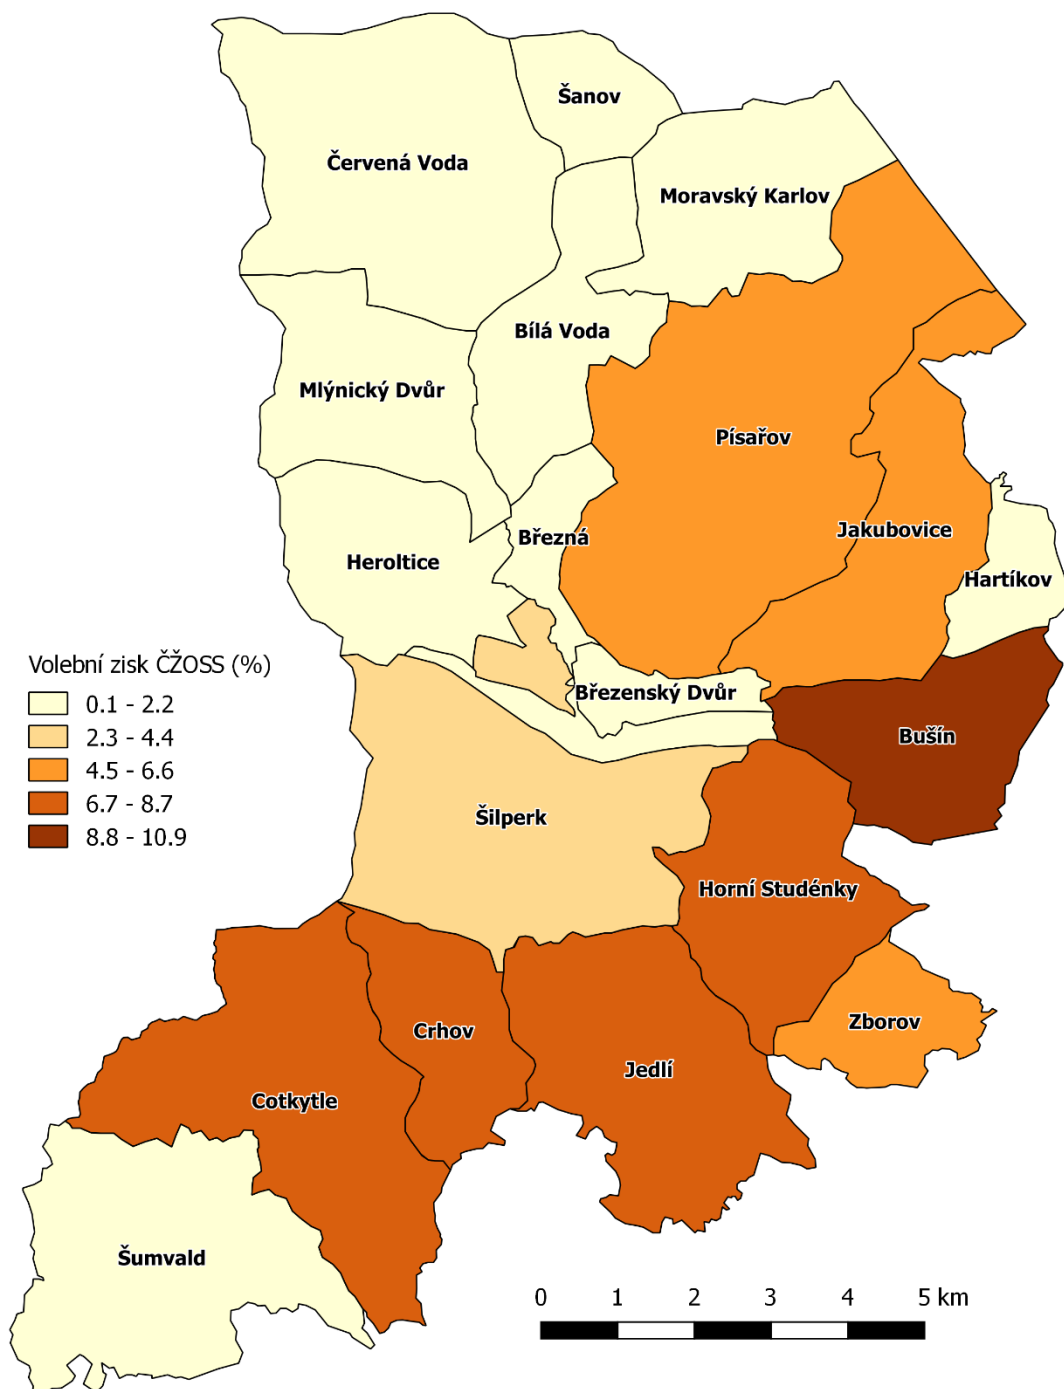 Šanov
Červená Voda
Moravský Karlov
Bílá Voda
Mlýnický Dvůr
Písařov
Jakubovice
Březná
Heroltice
Hartíkov
Volební zisk ČŽOSS (%)
0.1 - 2.2
2.3 - 4.4
4.5 - 6.6
6.7 - 8.7
8.8 - 10.9
Březenský Dvůr
Bušín
Šilperk
Horní Studénky
Zborov
Crhov
Jedlí
Cotkytle
Šumvald
0 1 2 3 4 5 km